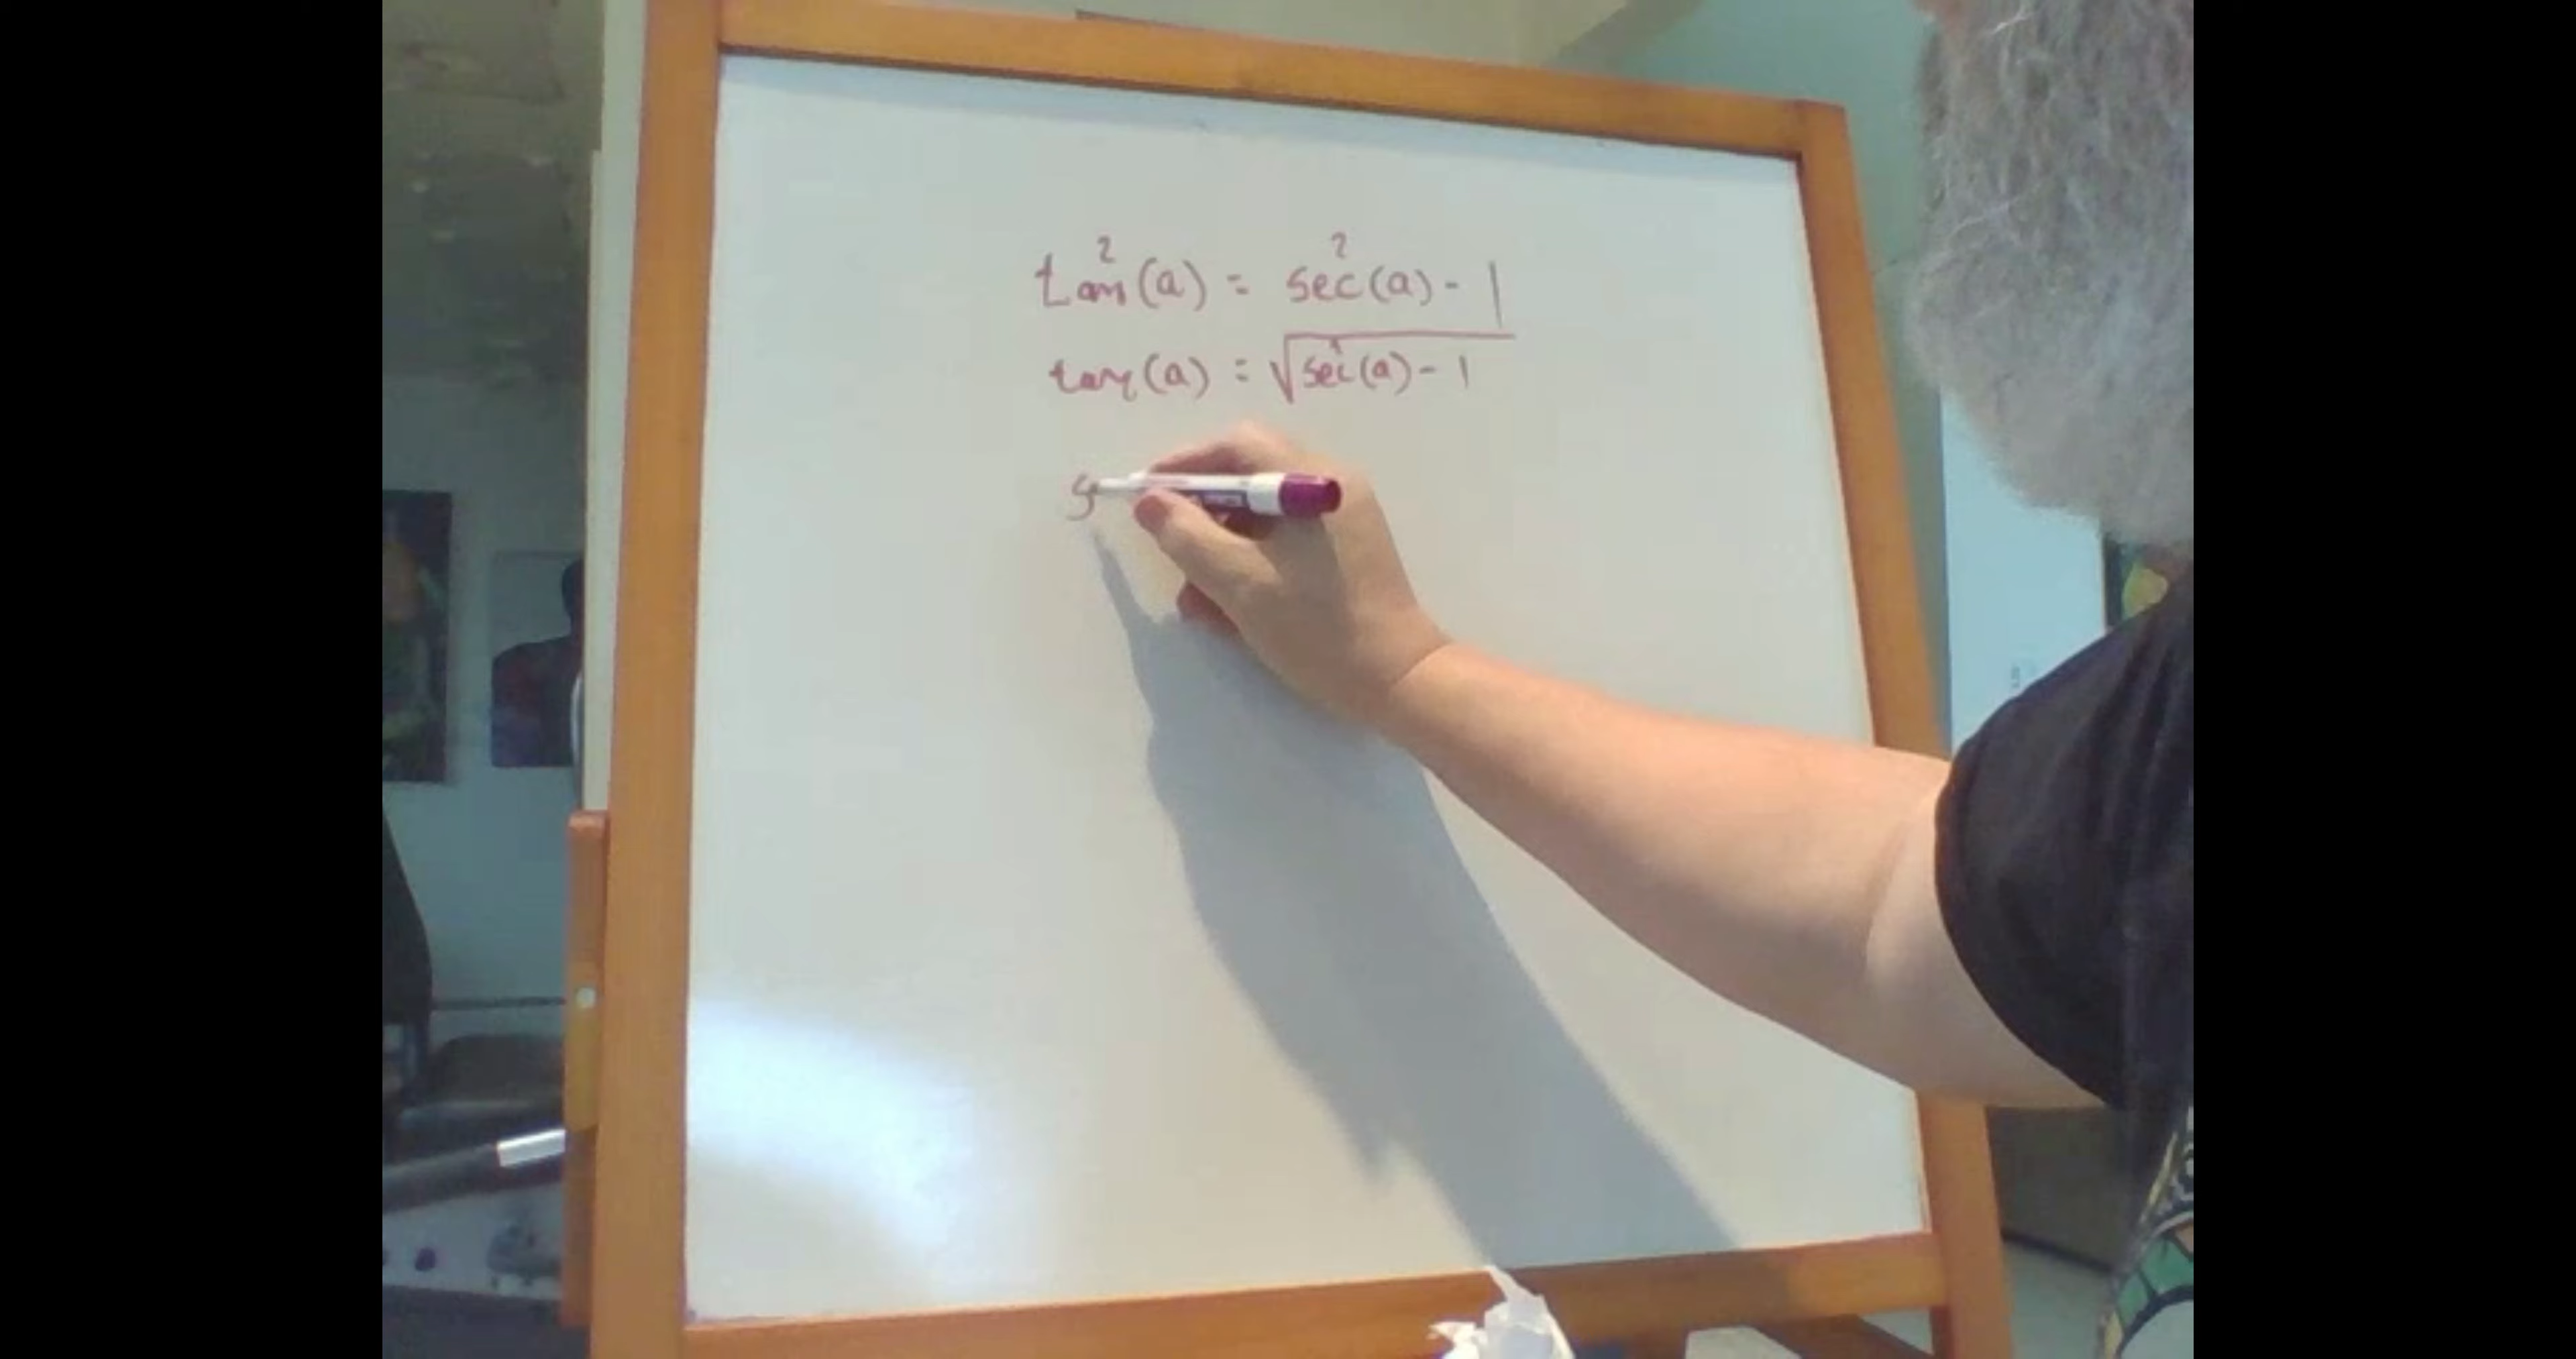 tan²(a) = sec²(a) - 1
tan(a) = √sec²(a) - 1
s